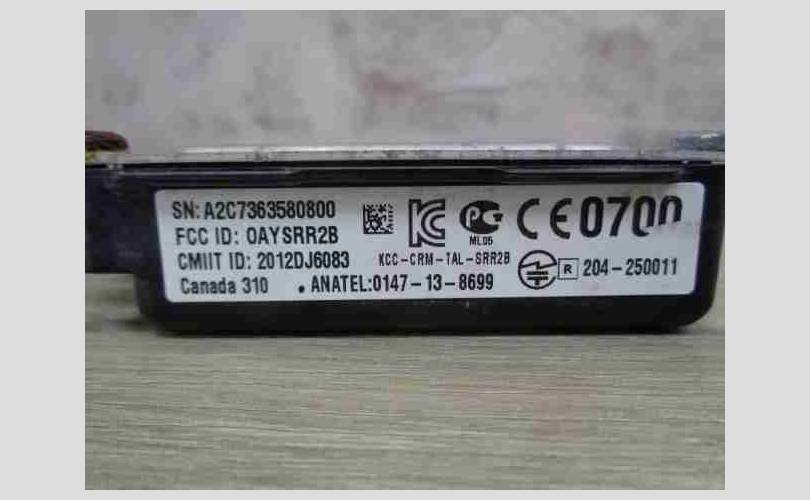 SN: A2C7363580800
FCC ID: OAYSRR2B
CMIIT ID: 2012DJ6083
Canada 310
ANATEL:0147-13-8699
ML05
KCC-CRM-TAL-SRR2B
CE0700
R 204-250011